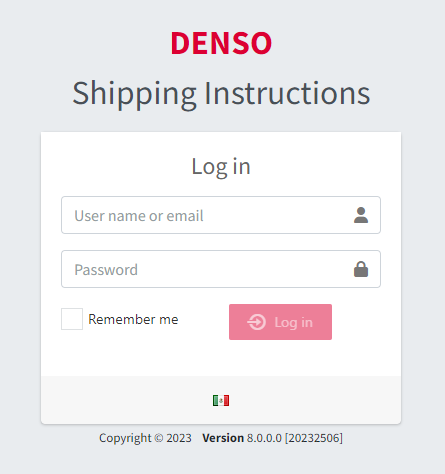 DENSO
Shipping Instructions
Log in
User name or email
Password
Remember me
Log in
Copyright © 2023 Version 8.0.0.0 [20232506]